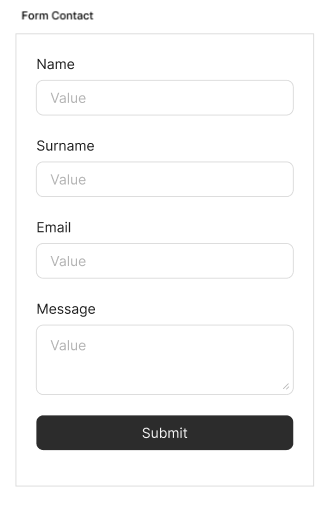 Form Contact
Name
Value
Surname
Value
Email
Value
Message
Value
Submit